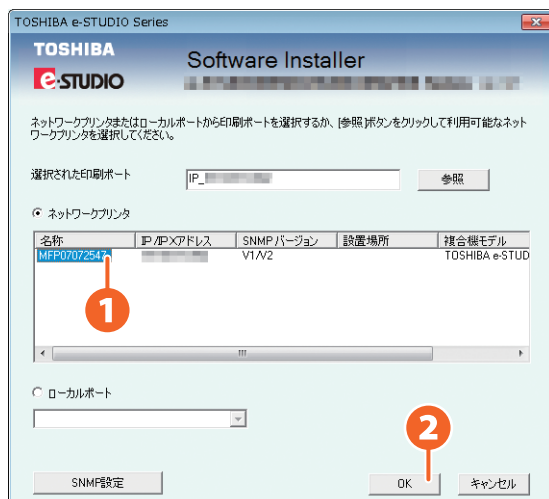 TOSHIBA e-STUDIO Series
TOSHIBA
e-STUDIO
Software Installer
ネットワークプリンタまたはローカルポートから印刷ポートを選択するか、[参照]ボタンをクリックして利用可能なネット
ワークプリンタを選択してください。
選択された印刷ポート
IP_
参照
ネットワークプリンタ
名称 IP/IPXアドレス SNMPバージョン 設置場所 複合機モデル
MFP07072547 V1/V2 TOSHIBA e-STUD
1
ローカルポート
2
SNMP設定 OK キャンセル